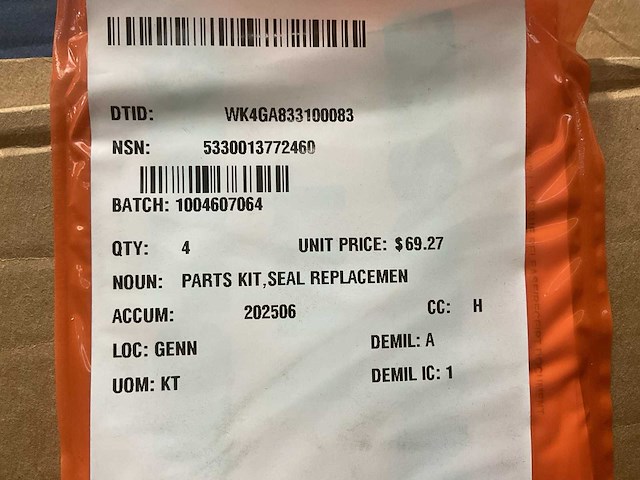 DTID: WK4GA833100083
NSN: 5330013772460
BATCH: 1004607064
QTY: 4 UNIT PRICE: $69.27
NOUN: PARTS KIT,SEAL REPLACEMEN
ACCUM: 202506 CC: H
LOC: GENN DEMIL: A
UOM: KT DEMIL IC: 1